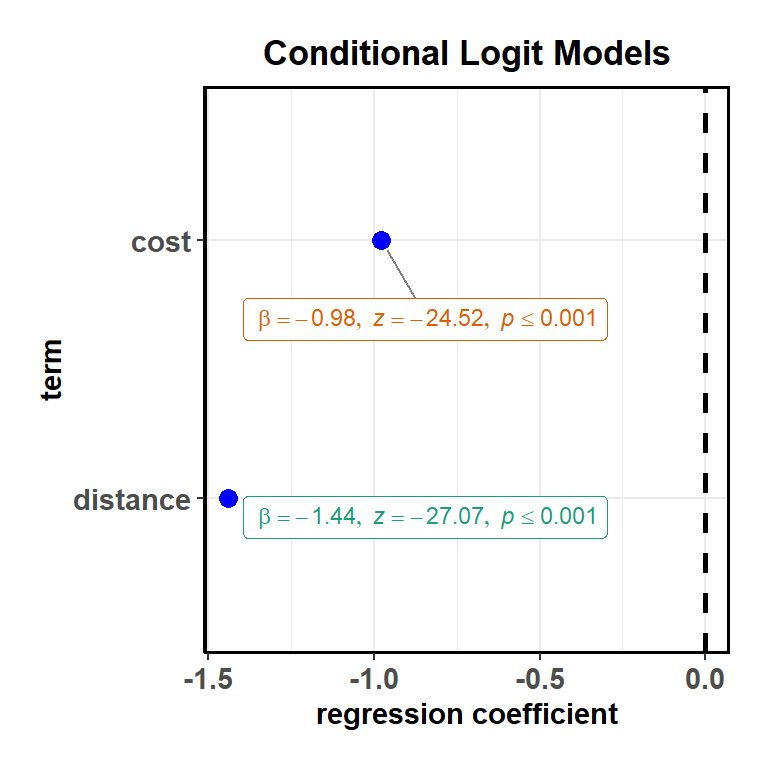 Conditional Logit Models
cost
β = −0.98, z = −24.52, p ≤ 0.001
term
distance
β = −1.44, z = −27.07, p ≤ 0.001
-1.5 -1.0 -0.5 0.0
regression coefficient